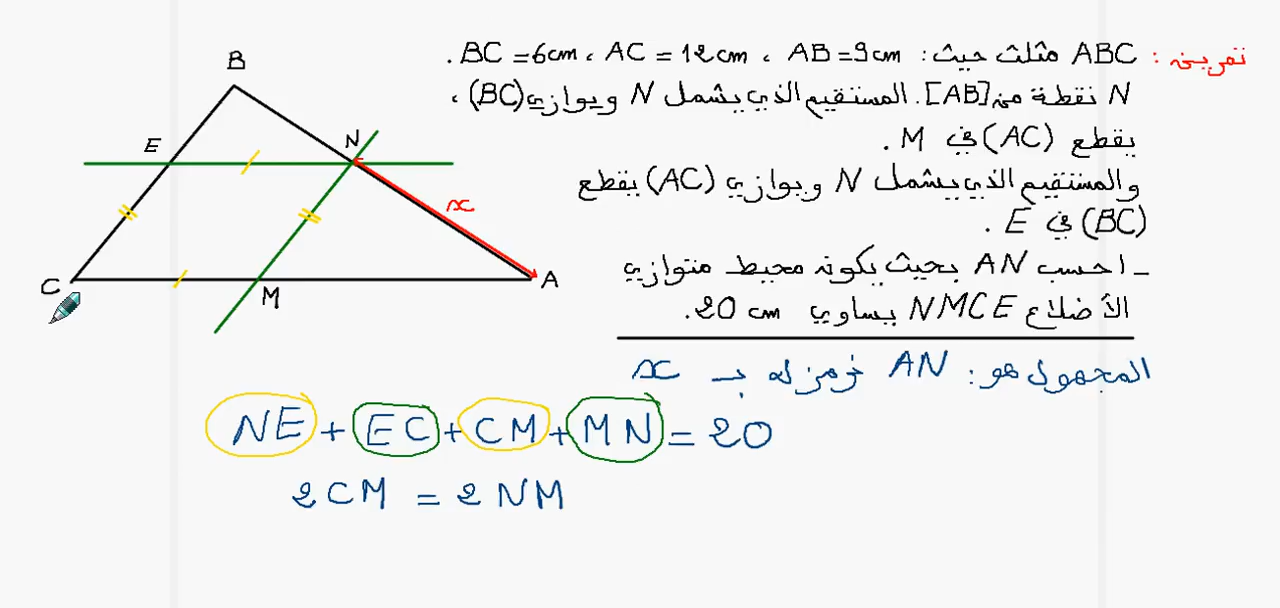 تمرين : ABC مثلث حيث : AB = 9cm ، AC = 12cm ، BC = 6cm .
N نقطة من [AB] . المستقيم الذي يشمل N ويوازي (BC) ،
يقطع (AC) في M .
والمستقيم الذي يشمل N ويوازي (AC) يقطع
(BC) في E .
_ احسب AN بحيث يكون محيط متوازي
الأضلاع NMCE يساوي 20 cm .
المجهول هو : AN نرمز له بـ x
B
E
N
x
C
M
A
NE + EC + CM + MN = 20
2CM = 2NM